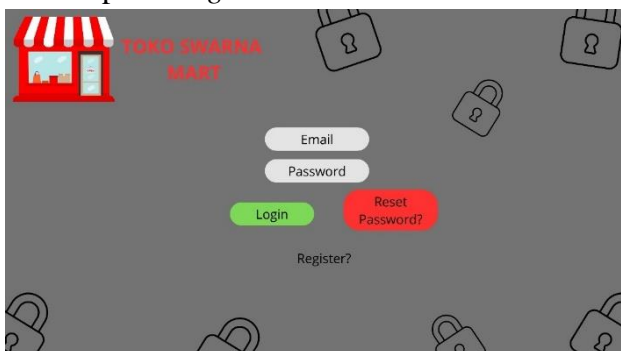 TOKO SWARNA
MART
Email
Password
Login
Reset
Password?
Register?